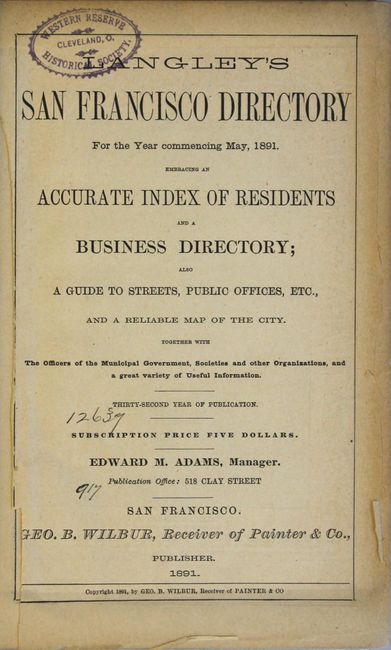 WESTERN RESERVE
CLEVELAND, O.
HISTORICAL SOCIETY.
LANGLEY'S
SAN FRANCISCO DIRECTORY
For the Year commencing May, 1891.
EMBRACING AN
ACCURATE INDEX OF RESIDENTS
AND A
BUSINESS DIRECTORY;
ALSO
A GUIDE TO STREETS, PUBLIC OFFICES, ETC.,
AND A RELIABLE MAP OF THE CITY.
TOGETHER WITH
The Officers of the Municipal Government, Societies and other Organizations, and
a great variety of Useful Information.
THIRTY-SECOND YEAR OF PUBLICATION.
SUBSCRIPTION PRICE FIVE DOLLARS.
EDWARD M. ADAMS, Manager.
917
Publication Office: 518 CLAY STREET
SAN FRANCISCO.
GEO. B. WILBUR, Receiver of Painter & Co.,
PUBLISHER.
1891.
Copyright 1891, by GEO. B. WILBUR, Receiver of PAINTER & CO